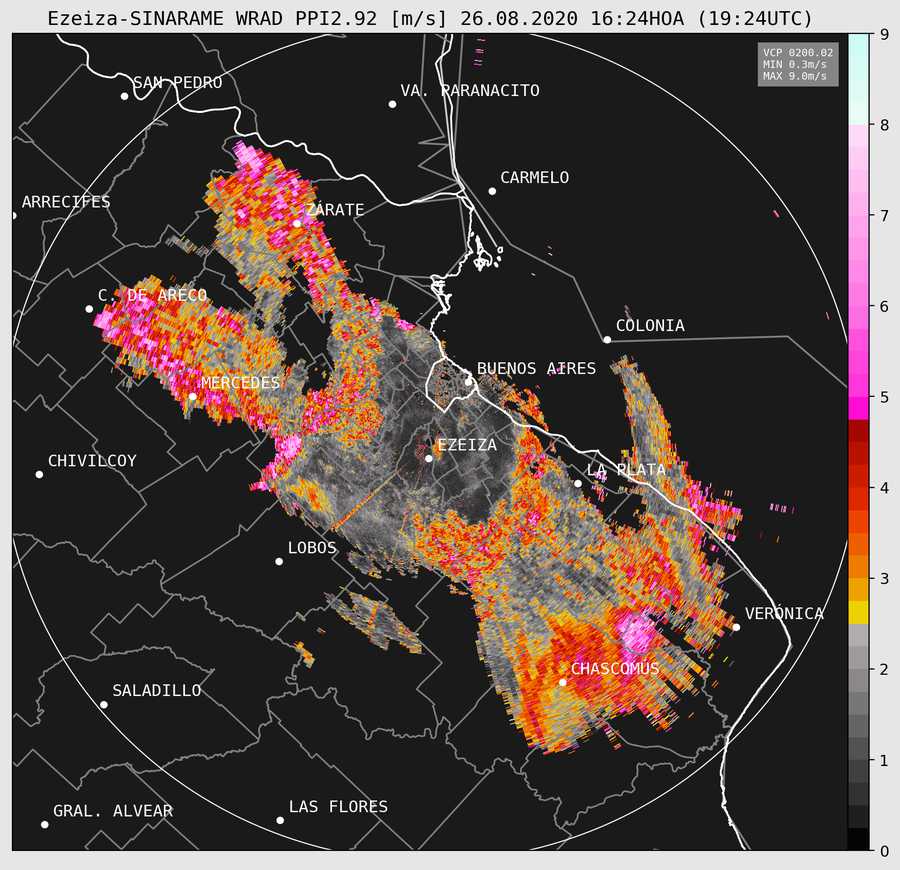 Ezeiza-SINARAME WRAD PPI2.92 [m/s] 26.08.2020 16:24HOA (19:24UTC)
VCP 0200.02
MIN 0.3m/s
MAX 9.0m/s
SAN PEDRO
VA. PARANACITO
CARMELO
ARRECIFES
ZÁRATE
C. DE ARECO
COLONIA
BUENOS AIRES
MERCEDES
EZEIZA
CHIVILCOY
LA PLATA
LOBOS
VERÓNICA
CHASCOMÚS
SALADILLO
LAS FLORES
GRAL. ALVEAR
9
8
7
6
5
4
3
2
1
0